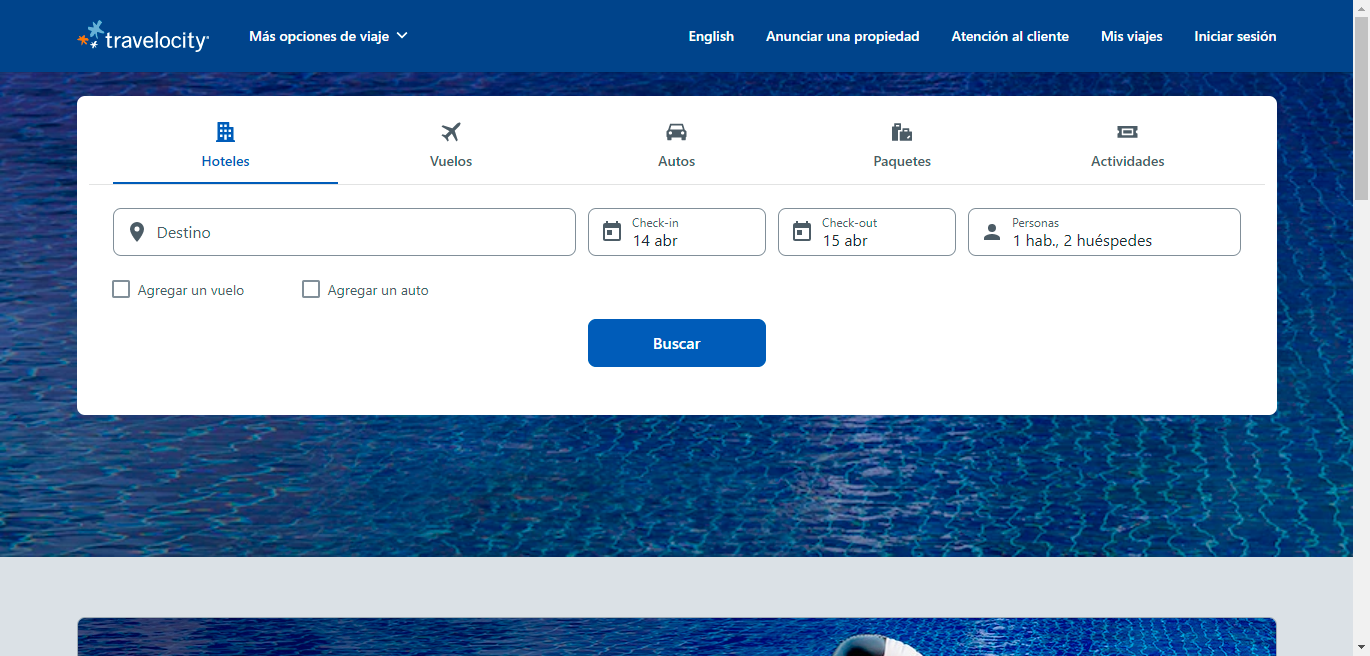 travelocity
Más opciones de viaje
English
Anunciar una propiedad
Atención al cliente
Mis viajes
Iniciar sesión
Hoteles
Vuelos
Autos
Paquetes
Actividades
Destino
Check-in
14 abr
Check-out
15 abr
Personas
1 hab., 2 huéspedes
Agregar un vuelo
Agregar un auto
Buscar